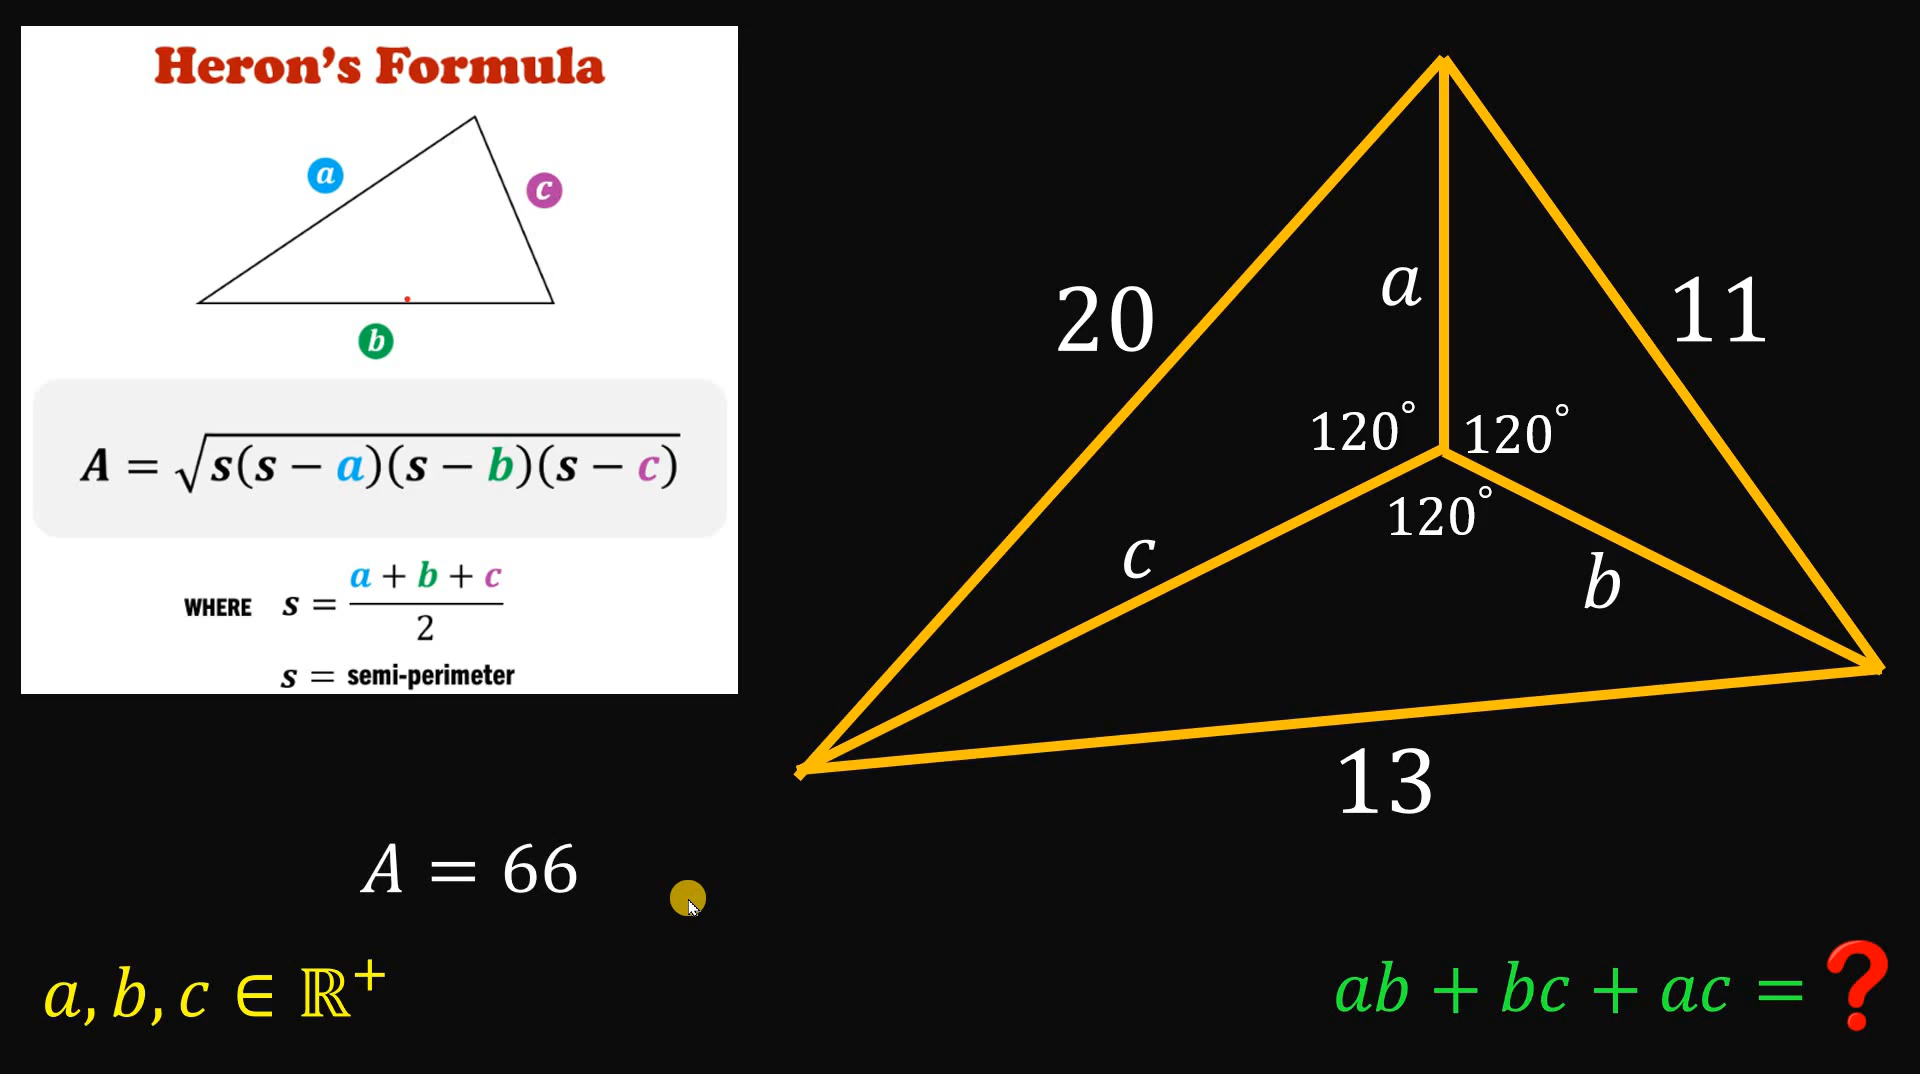 Heron's Formula
a
c
b
A = √s(s − a)(s − b)(s − c)
WHERE s = a + b + c / 2
s = semi-perimeter
20
a
11
120°
120°
120°
c
b
13
A = 66
a, b, c ∈ ℝ⁺
ab + bc + ac = ❓